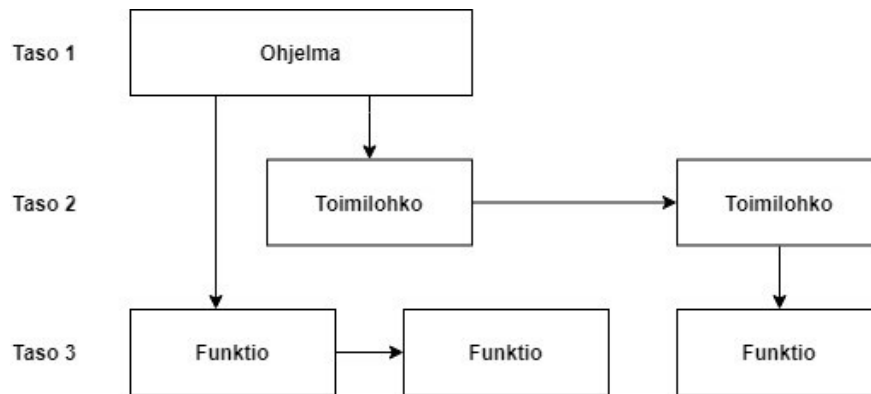 Taso 1
Ohjelma
Taso 2
Toimilohko
Toimilohko
Taso 3
Funktio
Funktio
Funktio